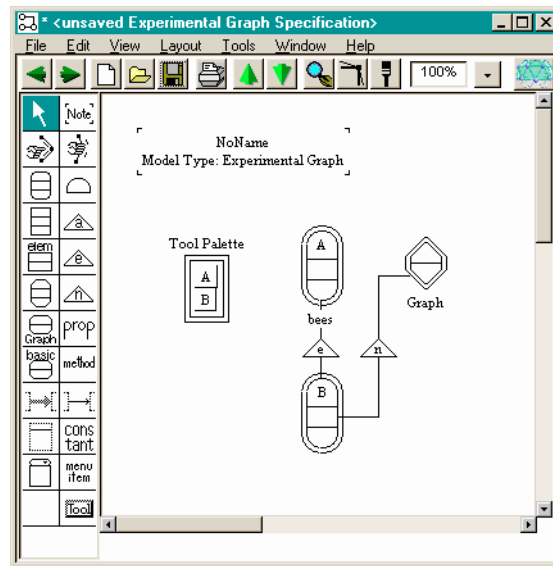 * <unsaved Experimental Graph Specification>
File Edit View Layout Tools Window Help
100%
[Note]
a
elem
e
n
Graph
prop
basic
method
cons
tant
menu
item
Tool
NoName
Model Type: Experimental Graph
Tool Palette
A
B
A
bees
e
n
B
Graph